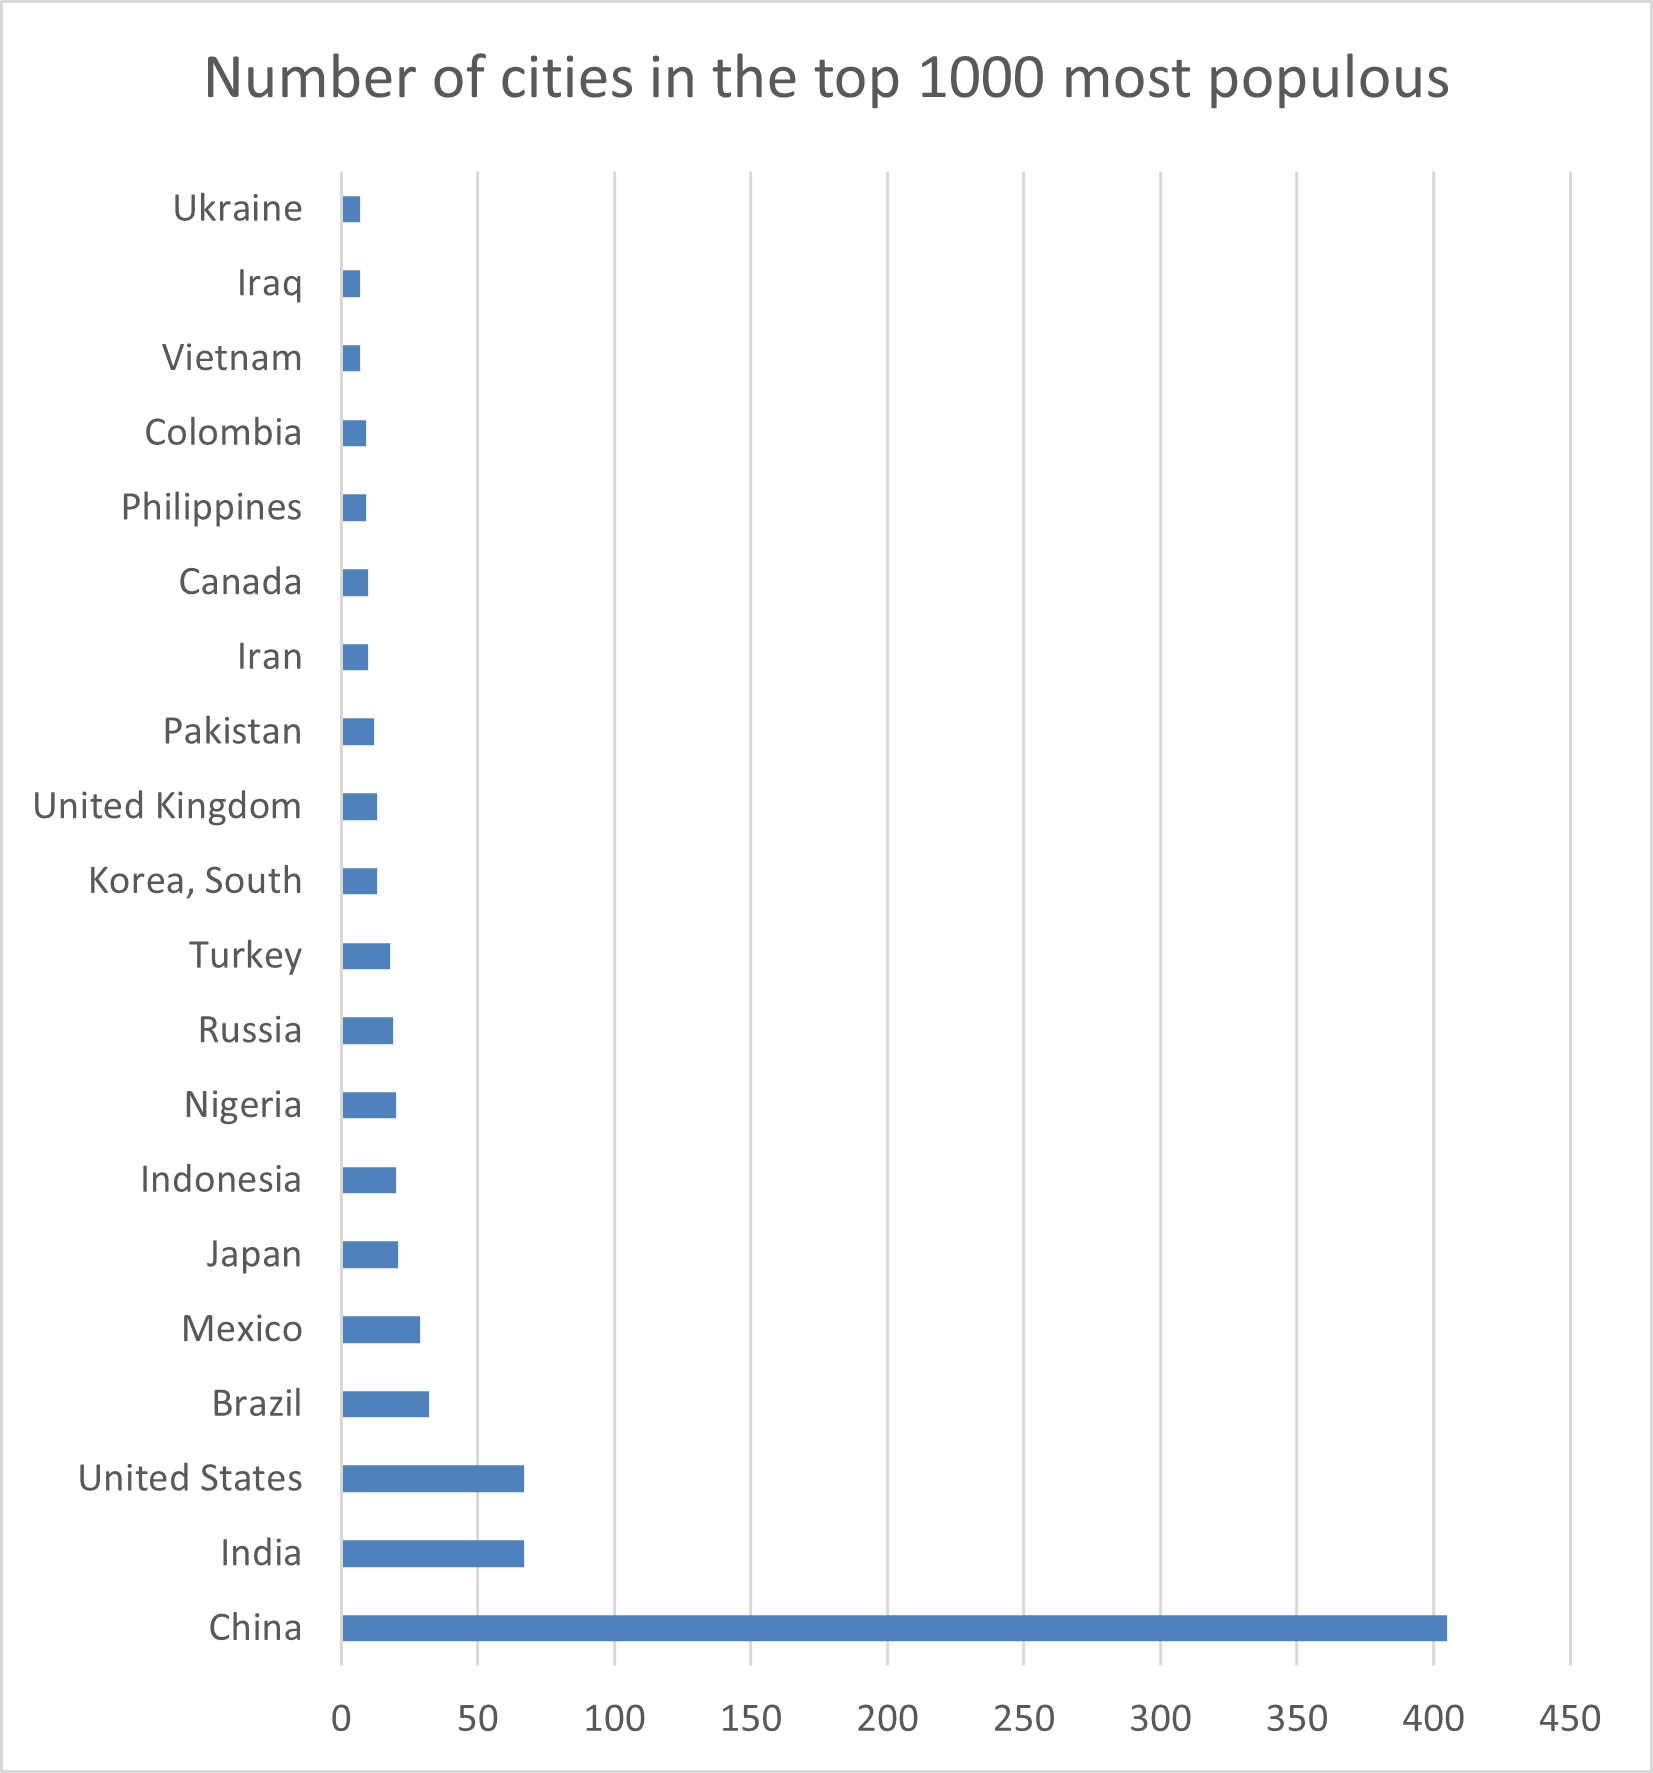 Number of cities in the top 1000 most populous
Ukraine
Iraq
Vietnam
Colombia
Philippines
Canada
Iran
Pakistan
United Kingdom
Korea, South
Turkey
Russia
Nigeria
Indonesia
Japan
Mexico
Brazil
United States
India
China
0 50 100 150 200 250 300 350 400 450